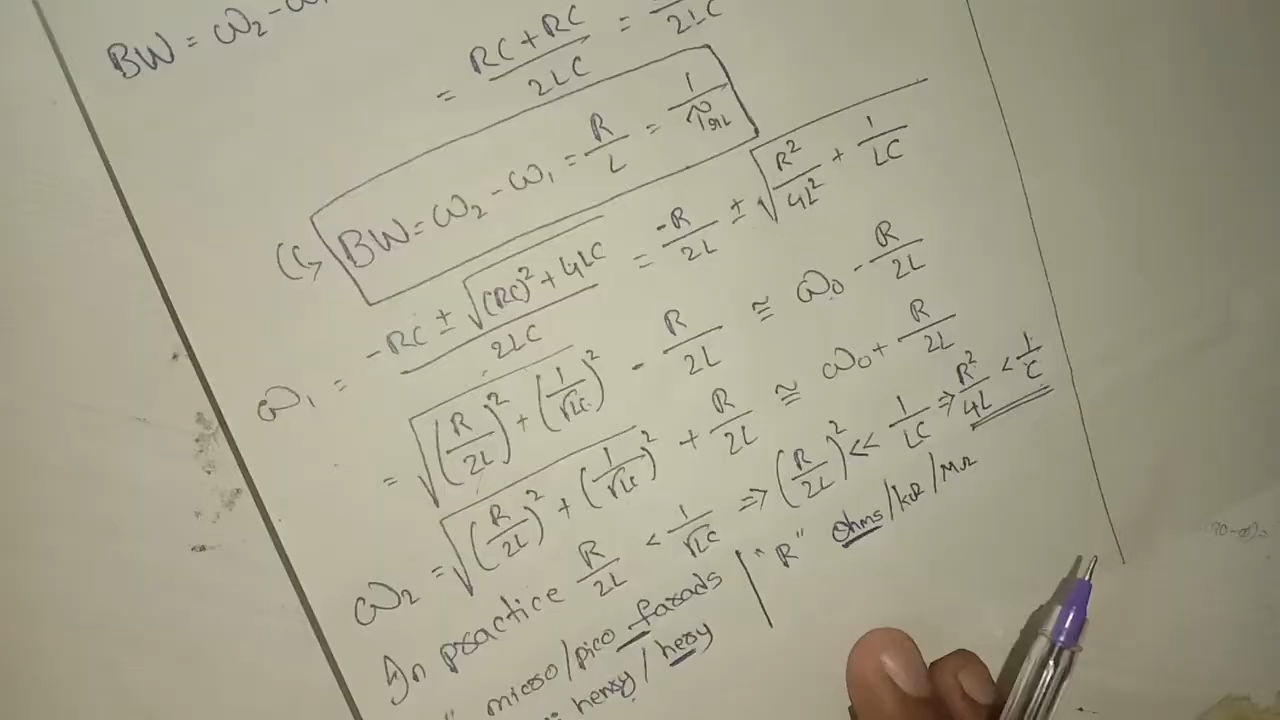 BW = ω₂ - ω₁
= (RC + RC)/(2LC) = /(2LC)
BW = ω₂ - ω₁ = R/L = 1/τ_RL
ω₁ = (-RC ± √((RC)² + 4LC))/(2LC) = -R/(2L) ± √(R²/(4L²) + 1/(LC))
= √((R/2L)² + (1/√LC)²) - R/2L ≅ ω₀ - R/2L
ω₂ = √((R/2L)² + (1/√LC)²) + R/2L ≅ ω₀ + R/2L
In practice R/2L < 1/√LC ⇒ (R/2L)² << 1/LC ⇒ R²/4L < 1/C
" micro/pico farads | "R" ohms/kΩ/MΩ
" henry / henry